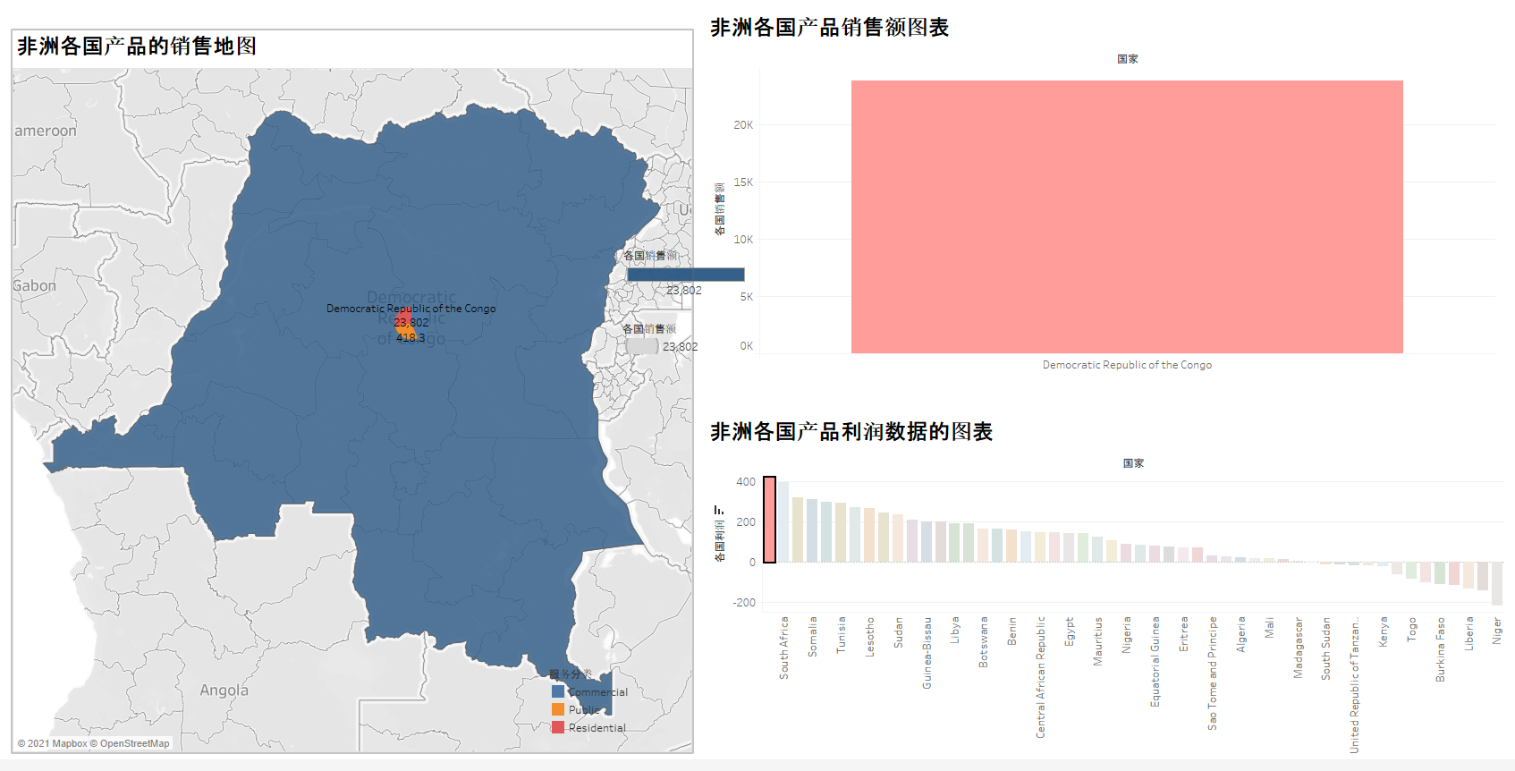 非洲各国产品的销售地图
ameroon
Gabon
Democratic
Republic
of Congo
Democratic Republic of the Congo
23,802
418.3
Angola
各国销售额
23,802
各国销售额
23,802
服务分类
Commercial
Public
Residential
© 2021 Mapbox © OpenStreetMap
非洲各国产品销售额图表
国家
各国销售额
20K
15K
10K
5K
0K
Democratic Republic of the Congo
非洲各国产品利润数据的图表
国家
各国利润
400
200
0
-200
South Africa
Somalia
Tunisia
Lesotho
Sudan
Guinea-Bissau
Libya
Botswana
Benin
Central African Republic
Egypt
Mauritius
Nigeria
Equatorial Guinea
Eritrea
Sao Tome and Principe
Algeria
Mali
Madagascar
South Sudan
United Republic of Tanzan..
Kenya
Togo
Burkina Faso
Liberia
Niger